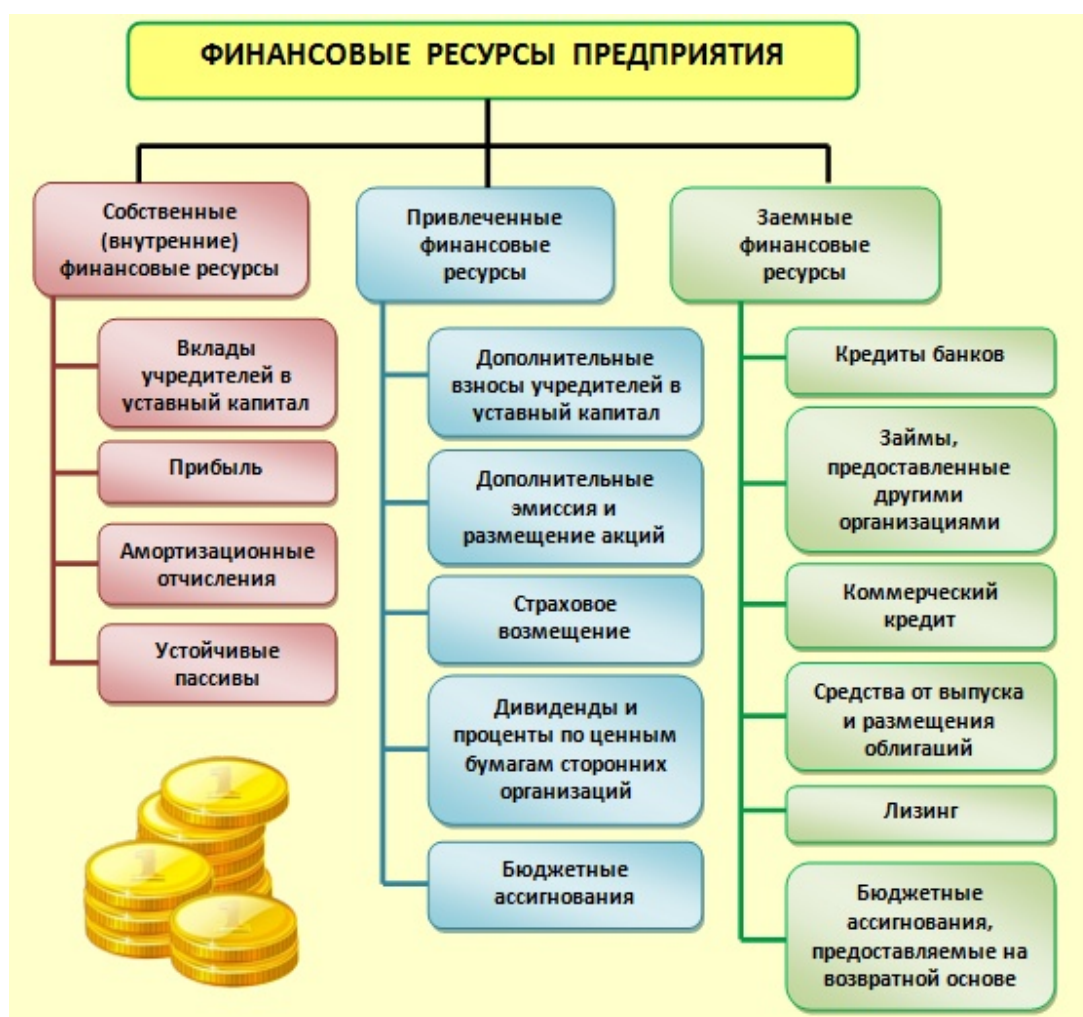 ФИНАНСОВЫЕ РЕСУРСЫ ПРЕДПРИЯТИЯ
Собственные
(внутренние)
финансовые ресурсы
Вклады
учредителей в
уставный капитал
Прибыль
Амортизационные
отчисления
Устойчивые
пассивы
Привлеченные
финансовые
ресурсы
Дополнительные
взносы учредителей в
уставный капитал
Дополнительные
эмиссия и
размещение акций
Страховое
возмещение
Дивиденды и
проценты по ценным
бумагам сторонних
организаций
Бюджетные
ассигнования
Заемные
финансовые
ресурсы
Кредиты банков
Займы,
предоставленные
другими
организациями
Коммерческий
кредит
Средства от выпуска
и размещения
облигаций
Лизинг
Бюджетные
ассигнования,
предоставляемые на
возвратной основе
1
1
1